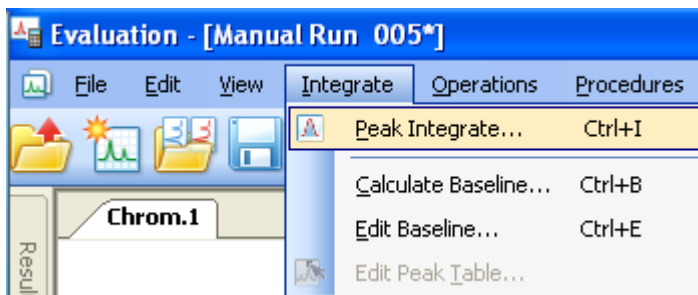 Evaluation - [Manual Run 005*]
File Edit View Integrate Operations Procedures
Peak Integrate... Ctrl+I
Calculate Baseline... Ctrl+B
Chrom.1
Edit Baseline... Ctrl+E
Edit Peak Table...